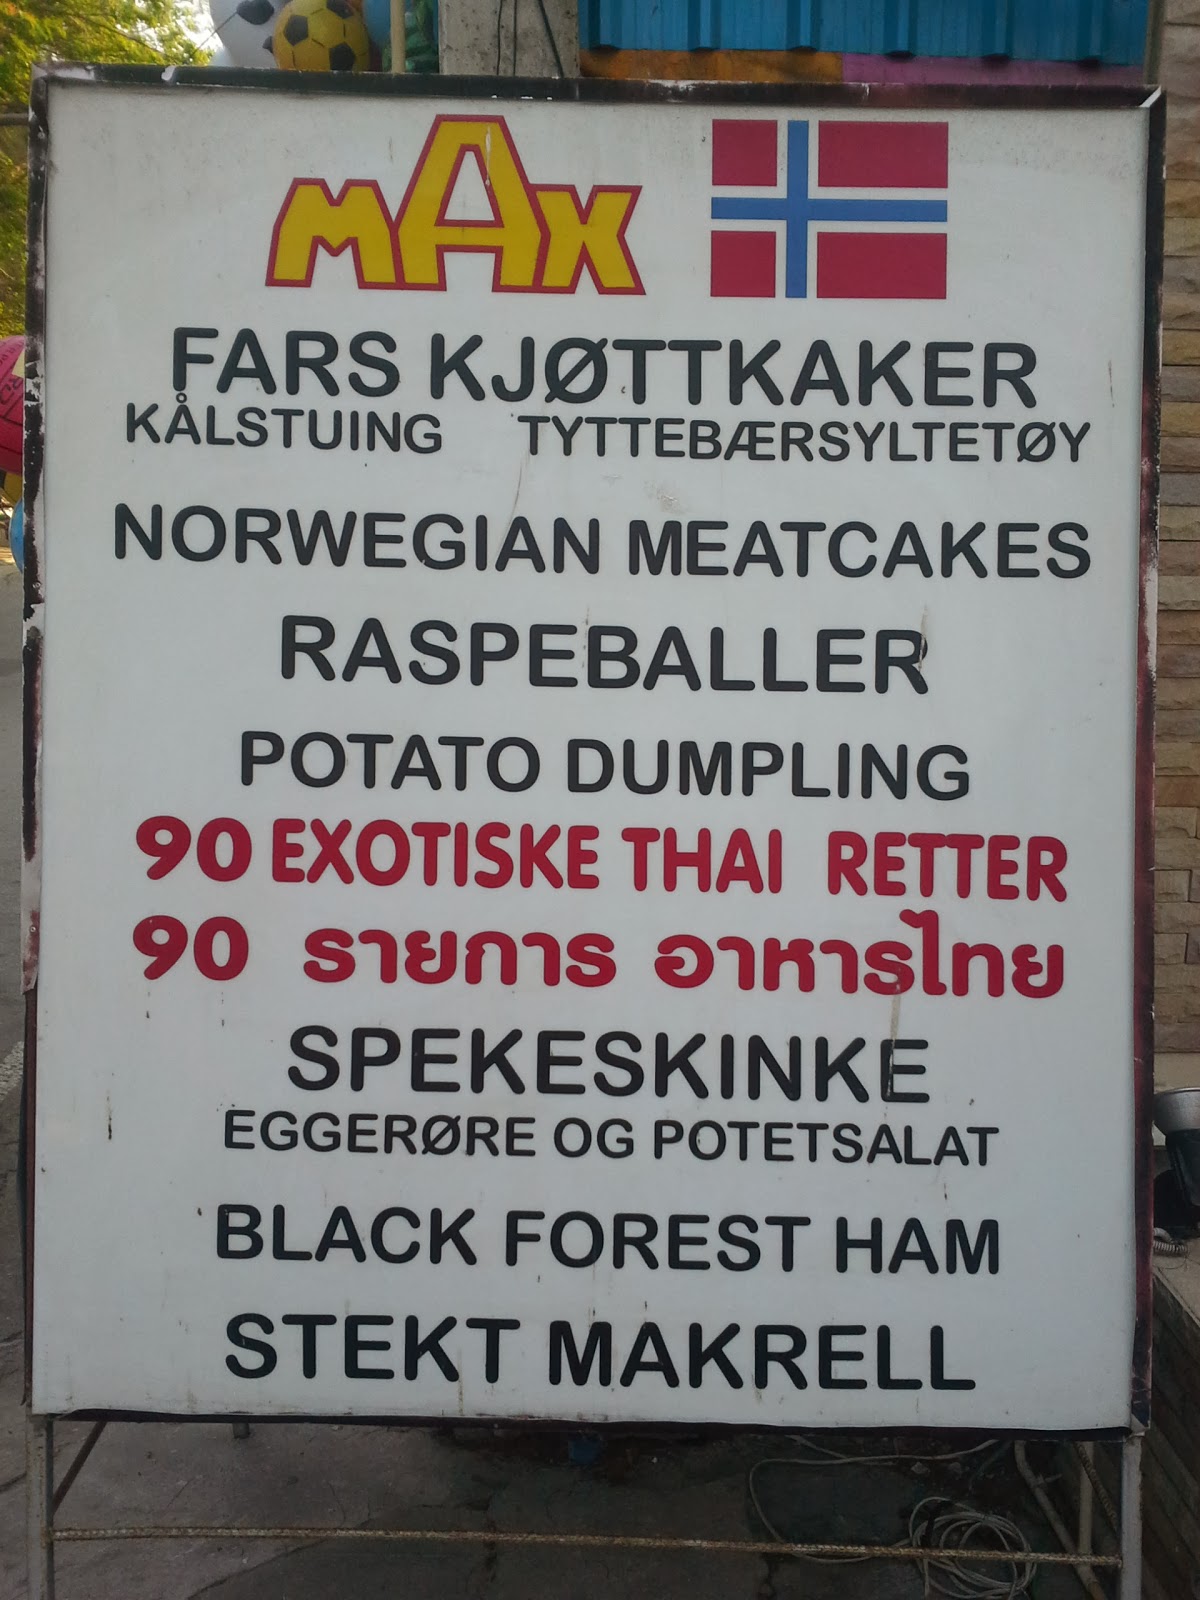 MAX
FARS KJØTTKAKER
KÅLSTUING TYTTEBÆRSYLTETØY
NORWEGIAN MEATCAKES
RASPEBALLER
POTATO DUMPLING
90 EXOTISKE THAI RETTER
90 รายการ อาหารไทย
SPEKESKINKE
EGGERØRE OG POTETSALAT
BLACK FOREST HAM
STEKT MAKRELL